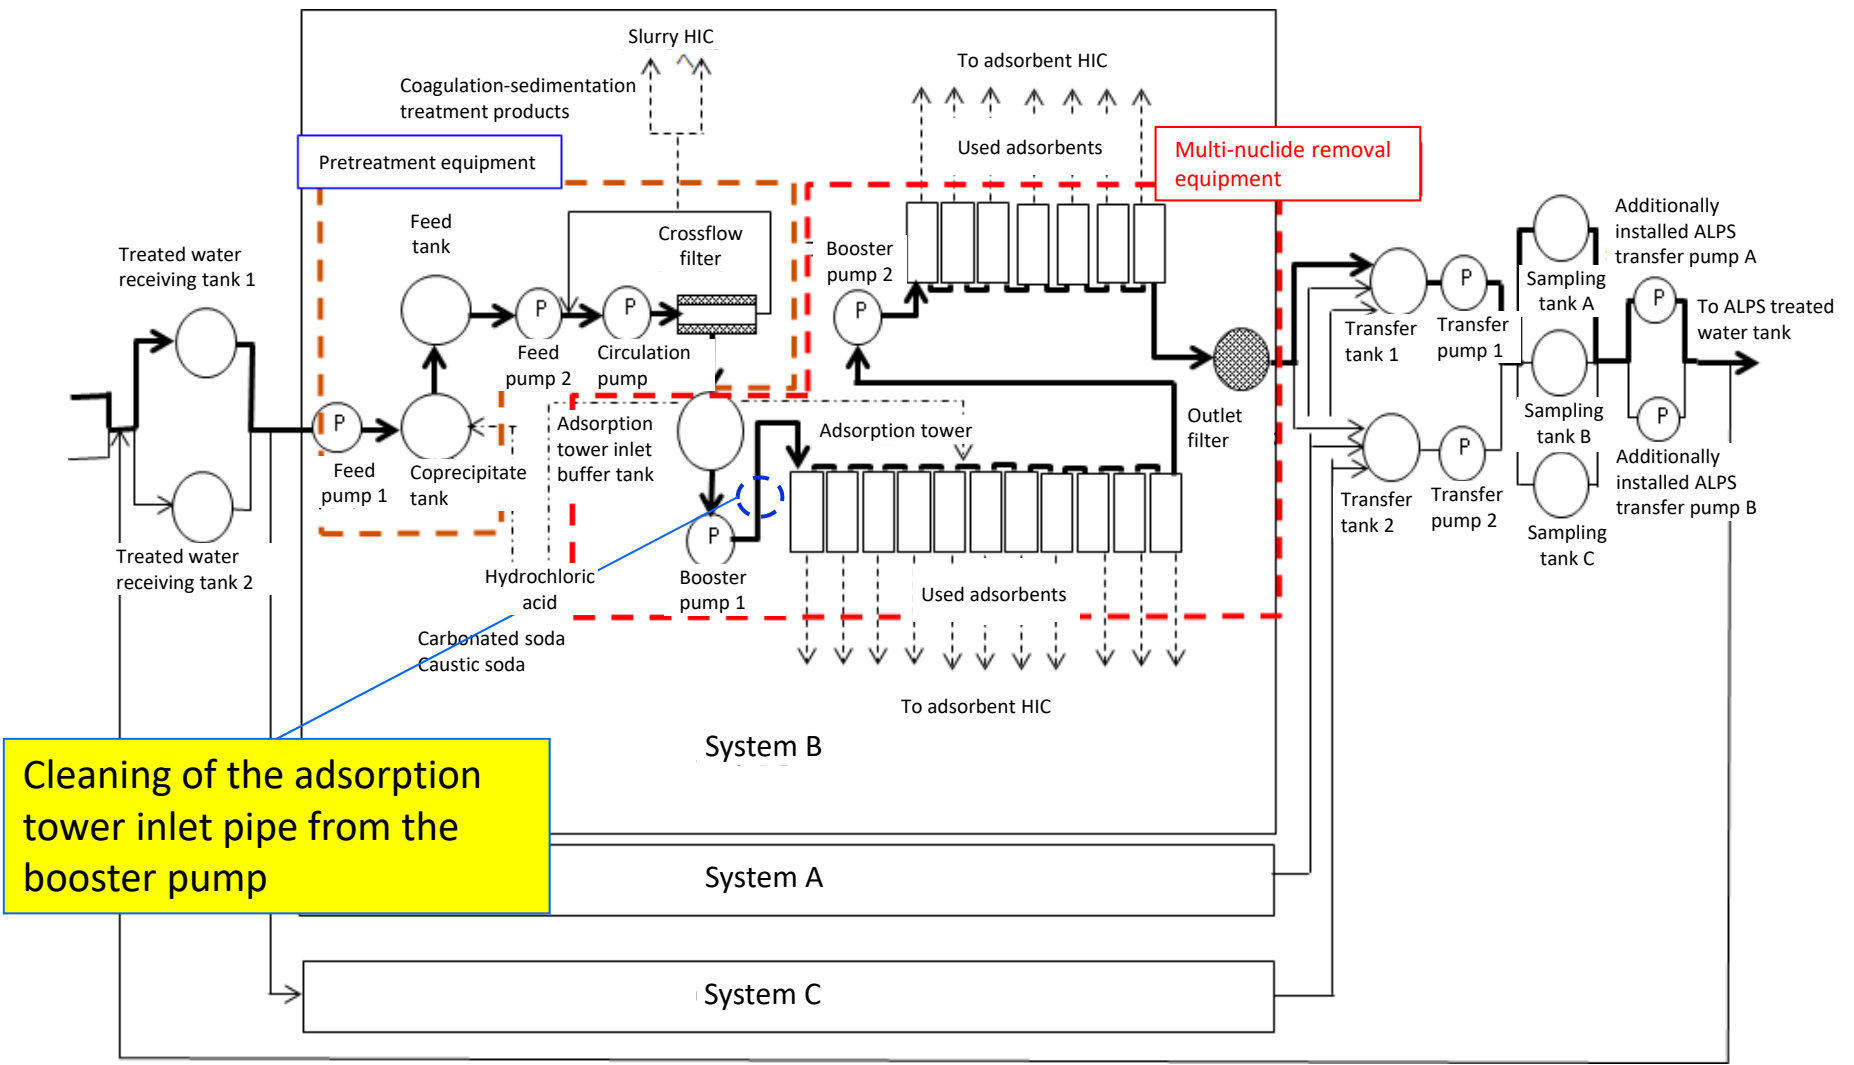 Slurry HIC
Coagulation-sedimentation
treatment products
To adsorbent HIC
Pretreatment equipment
Used adsorbents
Multi-nuclide removal
equipment
Feed
tank
Crossflow
filter
Booster
pump 2
Treated water
receiving tank 1
P
P
P
Feed
pump 2
Circulation
pump
Additionally
installed ALPS
transfer pump A
Sampling
tank A
P
P
To ALPS treated
water tank
Transfer
tank 1
Transfer
pump 1
Outlet
filter
Sampling
tank B
P
P
P
Adsorption
tower inlet
buffer tank
Adsorption tower
Feed
pump 1
Coprecipitate
tank
Additionally
installed ALPS
transfer pump B
Transfer
tank 2
Transfer
pump 2
Sampling
tank C
P
Treated water
receiving tank 2
Hydrochloric
acid
Booster
pump 1
Used adsorbents
Carbonated soda
Caustic soda
To adsorbent HIC
System B
Cleaning of the adsorption
tower inlet pipe from the
booster pump
System A
System C